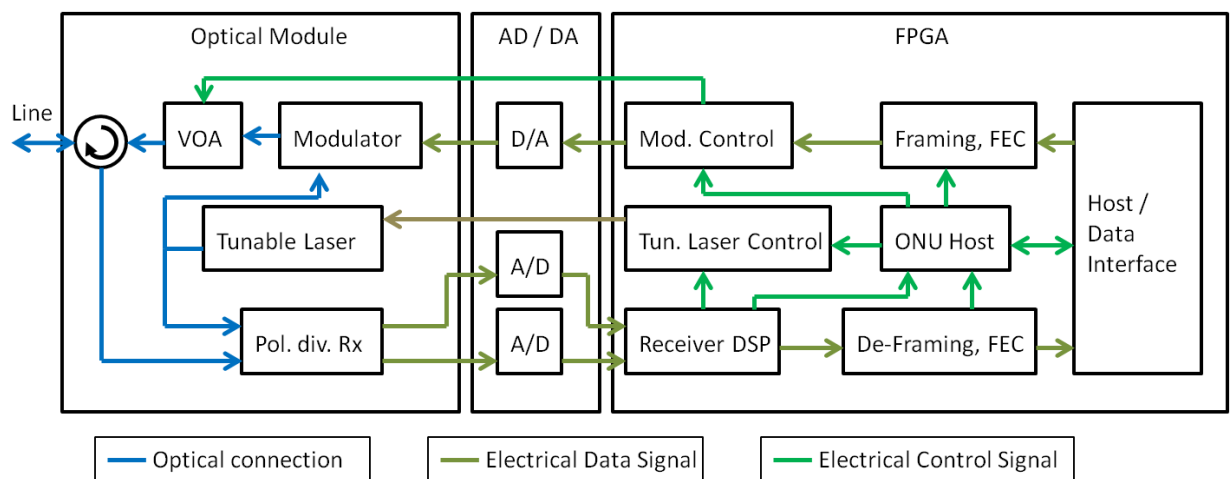 Optical Module
AD / DA
FPGA
Line
VOA
Modulator
D/A
Mod. Control
Framing, FEC
Tunable Laser
A/D
Tun. Laser Control
ONU Host
Host /
Data
Interface
Pol. div. Rx
A/D
Receiver DSP
De-Framing, FEC
Optical connection
Electrical Data Signal
Electrical Control Signal